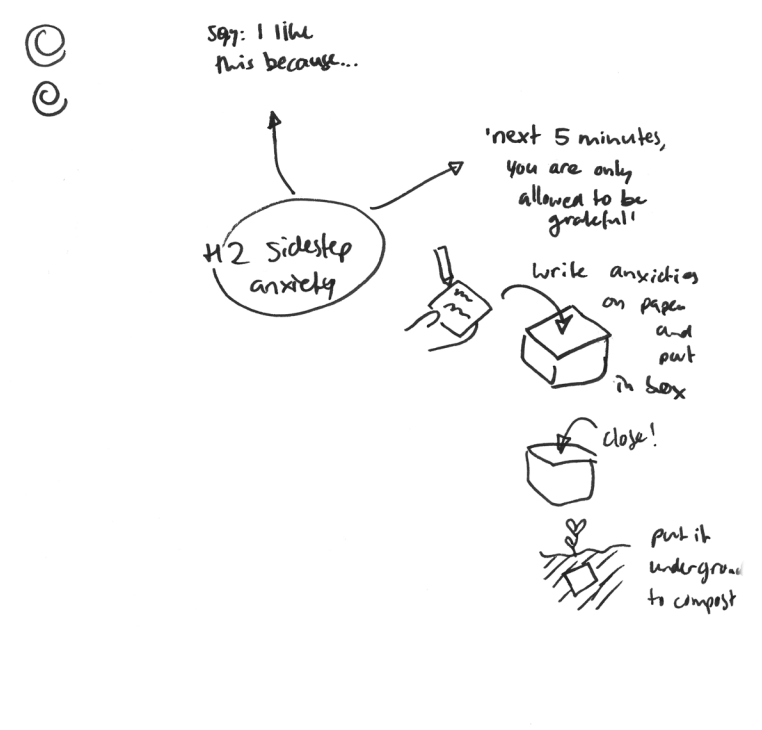 Say: I like
this because...
'next 5 minutes,
you are only
allowed to be
grateful!'
H2 Sidestep
anxiety
write anxieties
on paper
and
put
in box
close!
put it
underground
to compost